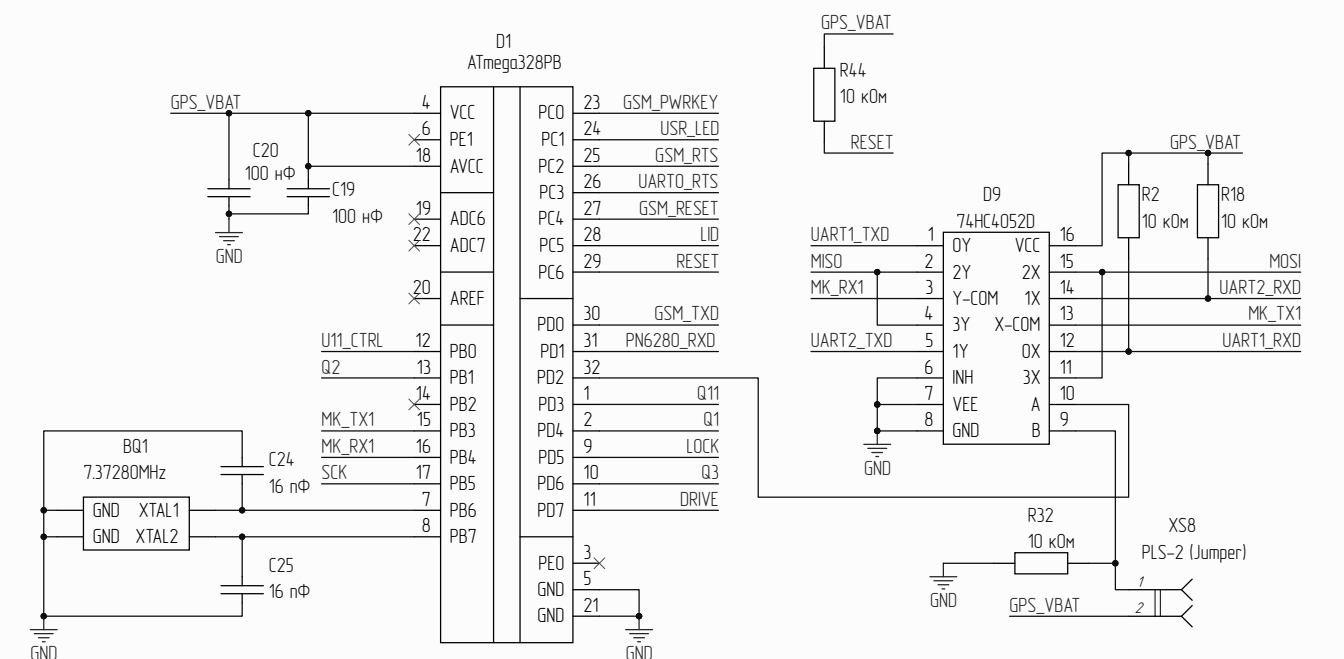 GPS_VBAT
R44
10 кОм
RESET
D1
ATmega328PB
GPS_VBAT
C20
100 нФ
C19
100 нФ
GND
4 VCC
6 PE1
18 AVCC
19 ADC6
22 ADC7
20 AREF
U11_CTRL 12 PB0
Q2 13 PB1
14 PB2
MK_TX1 15 PB3
MK_RX1 16 PB4
SCK 17 PB5
7 PB6
8 PB7
PC0 23 GSM_PWRKEY
PC1 24 USR_LED
PC2 25 GSM_RTS
PC3 26 UART0_RTS
PC4 27 GSM_RESET
PC5 28 LID
PC6 29 RESET
PD0 30 GSM_TXD
PD1 31 PN6280_RXD
PD2 32
PD3 1 Q11
PD4 2 Q1
PD5 9 LOCK
PD6 10 Q3
PD7 11 DRIVE
PE0 3
GND 5
GND 21
GND
BQ1
7.37280MHz
GND XTAL1
GND XTAL2
C24
16 пФ
C25
16 пФ
GND
GPS_VBAT
R2
10 кОм
R18
10 кОм
D9
74HC4052D
UART1_TXD 1 0Y
MISO 2 2Y
MK_RX1 3 Y-COM
4 3Y
UART2_TXD 5 1Y
6 INH
7 VEE
8 GND
GND
VCC 16
2X 15 MOSI
1X 14 UART2_RXD
X-COM 13 MK_TX1
0X 12 UART1_RXD
3X 11
A 10
B 9
R32
10 кОм
GND
XS8
PLS-2 (Jumper)
1
GPS_VBAT 2